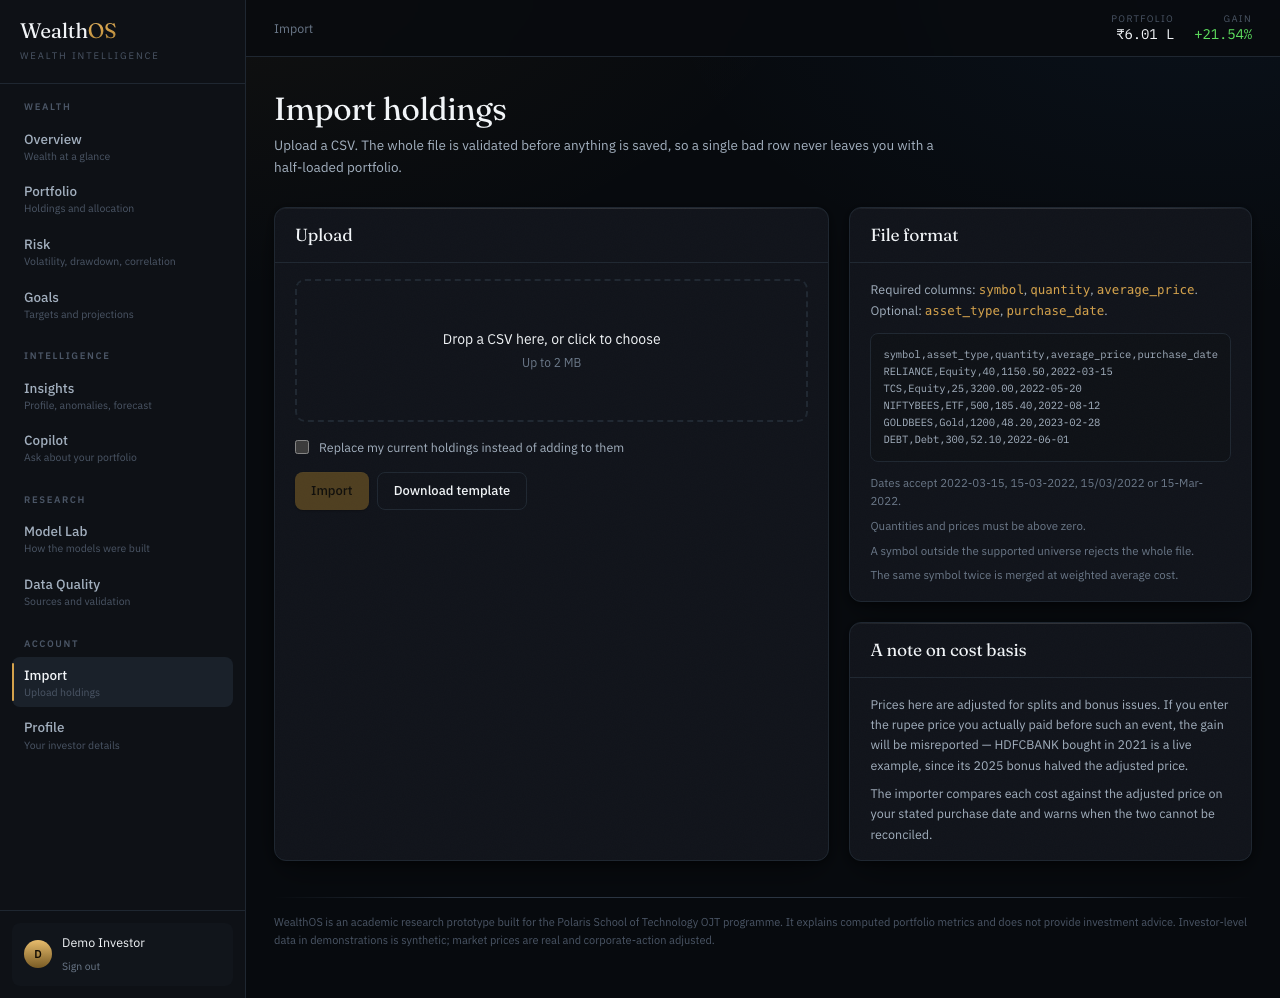 WealthOS
WEALTH INTELLIGENCE
WEALTH
Overview
Wealth at a glance
Portfolio
Holdings and allocation
Risk
Volatility, drawdown, correlation
Goals
Targets and projections
INTELLIGENCE
Insights
Profile, anomalies, forecast
Copilot
Ask about your portfolio
RESEARCH
Model Lab
How the models were built
Data Quality
Sources and validation
ACCOUNT
Import
Upload holdings
Profile
Your investor details
D
Demo Investor
Sign out
Import
PORTFOLIO
₹6.01 L
GAIN
+21.54%
Import holdings
Upload a CSV. The whole file is validated before anything is saved, so a single bad row never leaves you with a
half-loaded portfolio.
Upload
Drop a CSV here, or click to choose
Up to 2 MB
Replace my current holdings instead of adding to them
Import
Download template
File format
Required columns: symbol, quantity, average_price.
Optional: asset_type, purchase_date.
symbol,asset_type,quantity,average_price,purchase_date
RELIANCE,Equity,40,1150.50,2022-03-15
TCS,Equity,25,3200.00,2022-05-20
NIFTYBEES,ETF,500,185.40,2022-08-12
GOLDBEES,Gold,1200,48.20,2023-02-28
DEBT,Debt,300,52.10,2022-06-01
Dates accept 2022-03-15, 15-03-2022, 15/03/2022 or 15-Mar-
2022.
Quantities and prices must be above zero.
A symbol outside the supported universe rejects the whole file.
The same symbol twice is merged at weighted average cost.
A note on cost basis
Prices here are adjusted for splits and bonus issues. If you enter
the rupee price you actually paid before such an event, the gain
will be misreported — HDFCBANK bought in 2021 is a live
example, since its 2025 bonus halved the adjusted price.
The importer compares each cost against the adjusted price on
your stated purchase date and warns when the two cannot be
reconciled.
WealthOS is an academic research prototype built for the Polaris School of Technology OJT programme. It explains computed portfolio metrics and does not provide investment advice. Investor-level
data in demonstrations is synthetic; market prices are real and corporate-action adjusted.